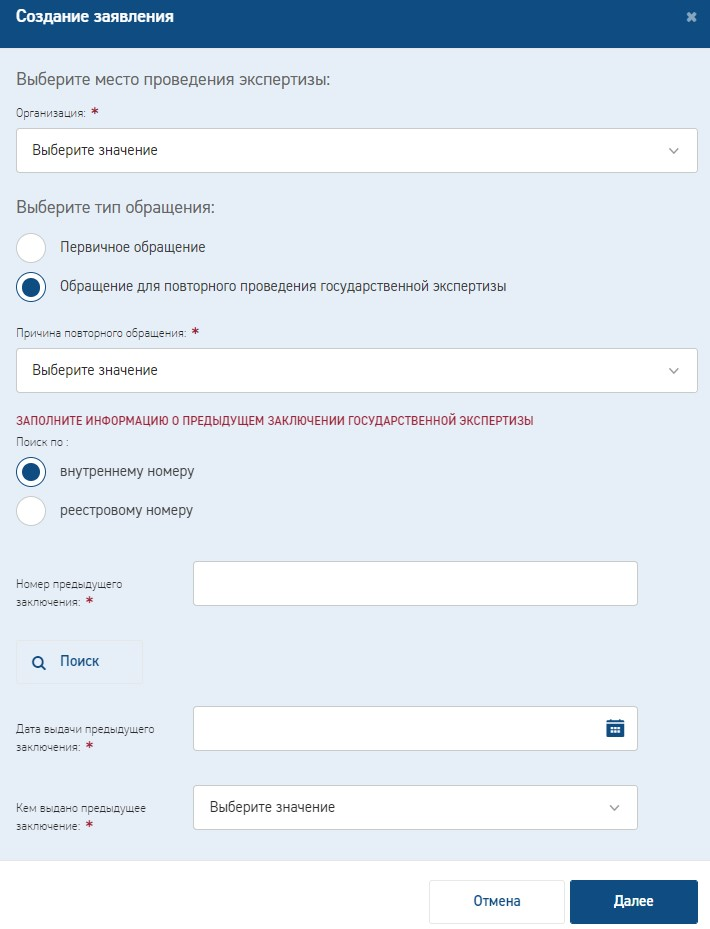 Создание заявления
Выберите место проведения экспертизы:
Организация: *
Выберите значение
Выберите тип обращения:
Первичное обращение
Обращение для повторного проведения государственной экспертизы
Причина повторного обращения: *
Выберите значение
ЗАПОЛНИТЕ ИНФОРМАЦИЮ О ПРЕДЫДУЩЕМ ЗАКЛЮЧЕНИИ ГОСУДАРСТВЕННОЙ ЭКСПЕРТИЗЫ
Поиск по :
внутреннему номеру
реестровому номеру
Номер предыдущего
заключения: *
Поиск
Дата выдачи предыдущего
заключения: *
Кем выдано предыдущее
заключение: *
Выберите значение
Отмена
Далее